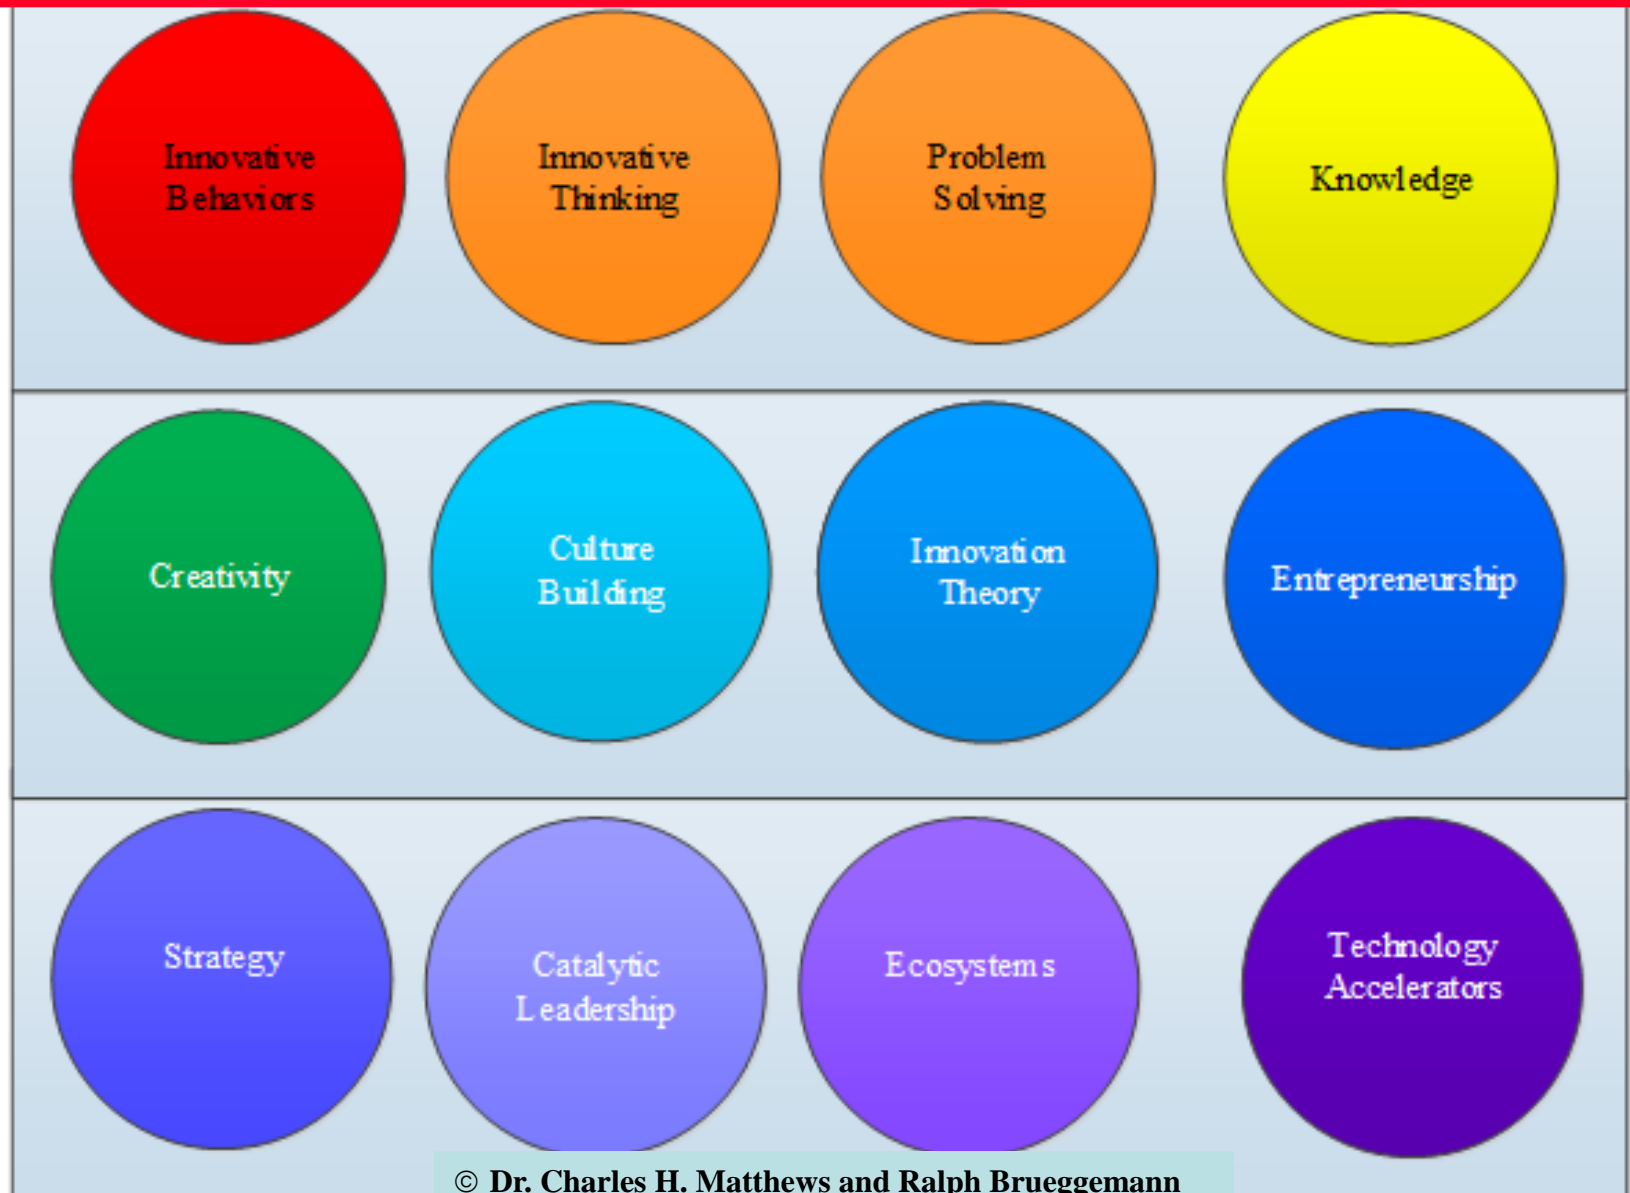 Innovative
Behaviors
Innovative
Thinking
Problem
Solving
Knowledge
Creativity
Culture
Building
Innovation
Theory
Entrepreneurship
Strategy
Catalytic
Leadership
Ecosystems
Technology
Accelerators
© Dr. Charles H. Matthews and Ralph Brueggemann